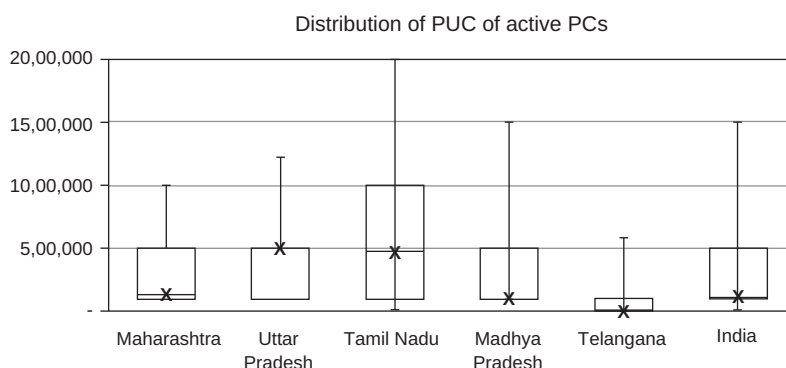 Distribution of PUC of active PCs
20,00,000
15,00,000
10,00,000
5,00,000
-
Maharashtra
Uttar
Pradesh
Tamil Nadu
Madhya
Pradesh
Telangana
India